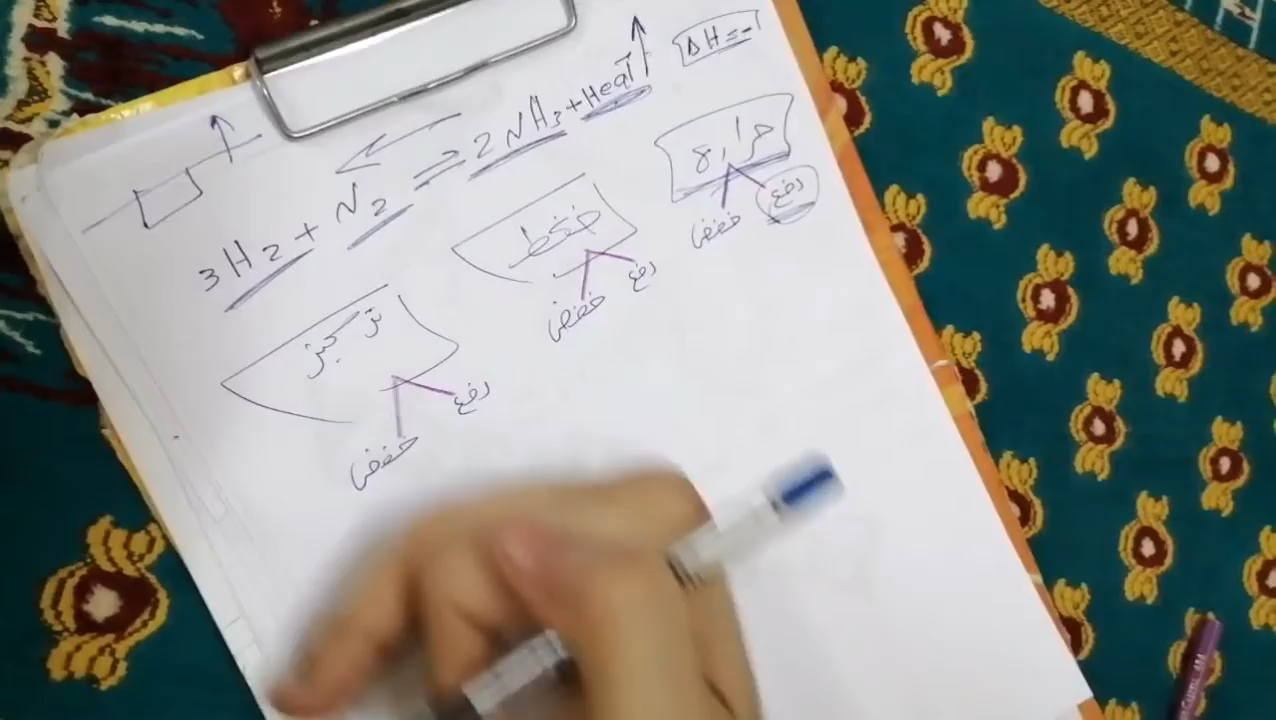 3H2 + N2 ⇌ 2NH3 + Heat
ΔH = -
حرارة
رفع
خفض
ضغط
رفع
خفض
تركيز
رفع
خفض